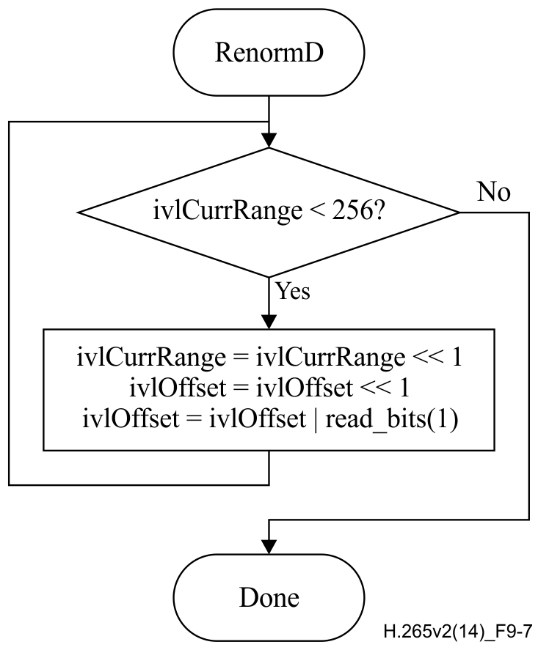 RenormD
ivlCurrRange < 256?
No
Yes
ivlCurrRange = ivlCurrRange << 1
ivlOffset = ivlOffset << 1
ivlOffset = ivlOffset | read_bits(1)
Done
H.265v2(14)_F9-7